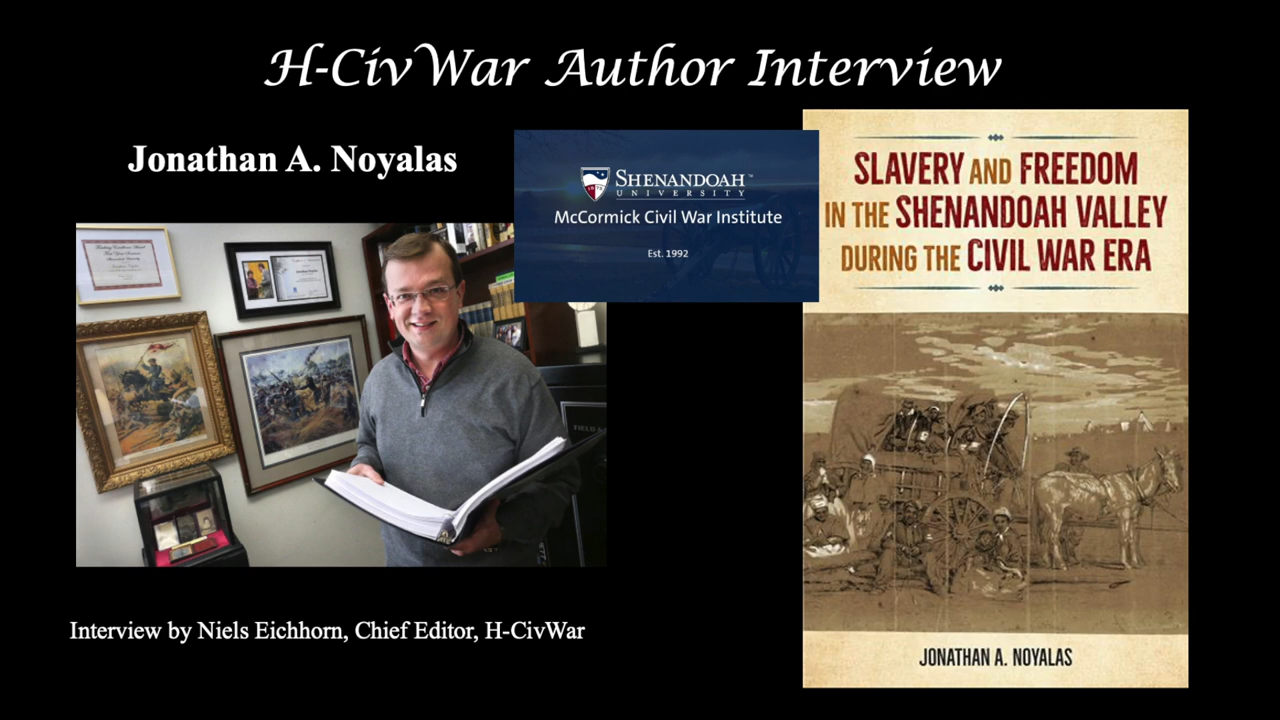 H-CivWar Author Interview
Jonathan A. Noyalas
SHENANDOAH™
UNIVERSITY
McCormick Civil War Institute
Est. 1992
SLAVERY AND FREEDOM
IN THE SHENANDOAH VALLEY
DURING THE CIVIL WAR ERA
JONATHAN A. NOYALAS
Interview by Niels Eichhorn, Chief Editor, H-CivWar